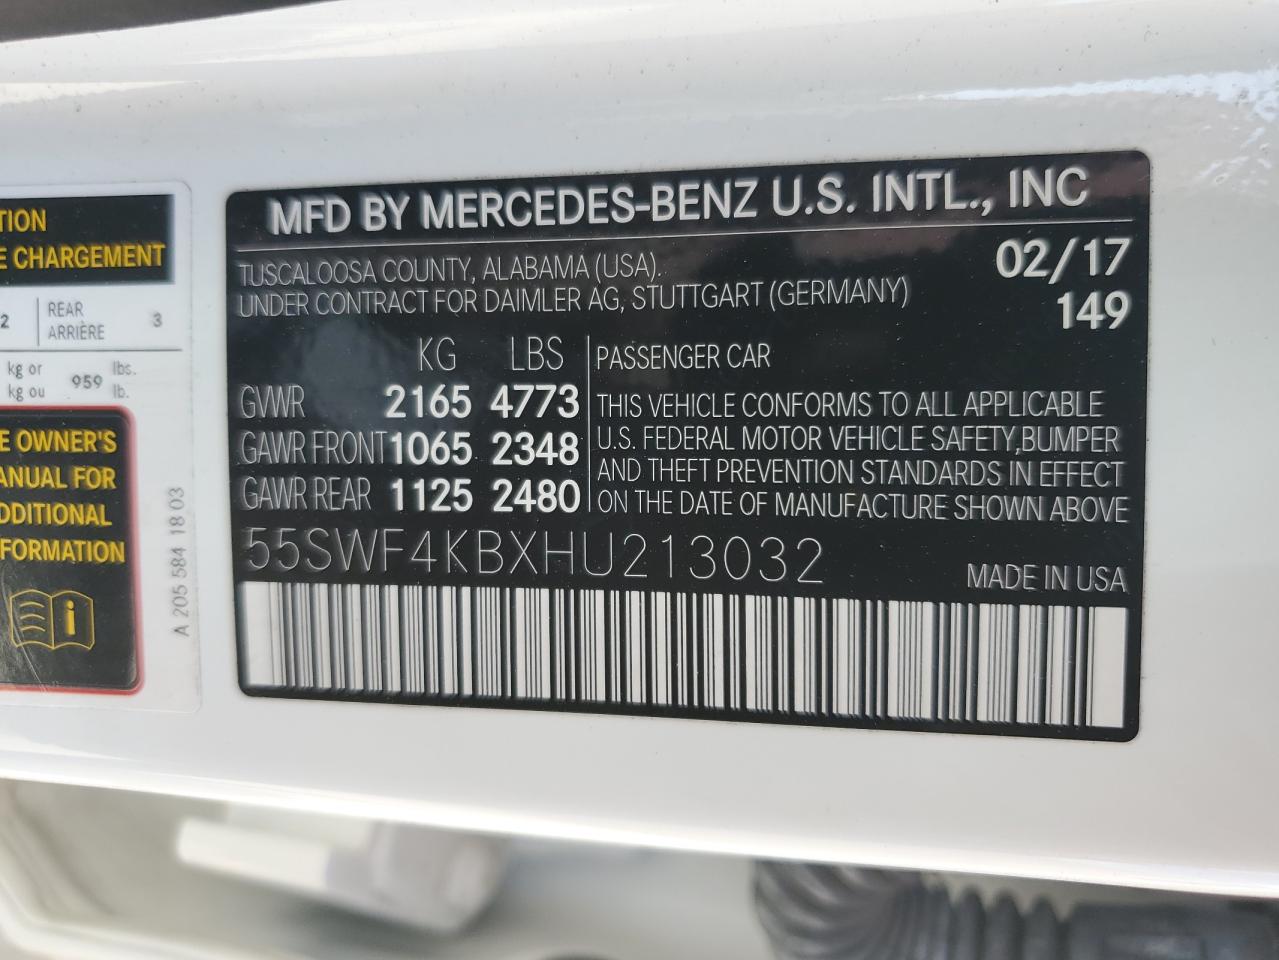 TION
E CHARGEMENT
2 REAR ARRIÈRE 3
kg or kg ou 959 lbs. lb.
E OWNER'S
ANUAL FOR
DDITIONAL
FORMATION
i
A 205 584 18 03
MFD BY MERCEDES-BENZ U.S. INTL., INC
TUSCALOOSA COUNTY, ALABAMA (USA). 02/17
UNDER CONTRACT FOR DAIMLER AG, STUTTGART (GERMANY) 149
KG LBS PASSENGER CAR
GVWR 2165 4773
GAWR FRONT 1065 2348
GAWR REAR 1125 2480
THIS VEHICLE CONFORMS TO ALL APPLICABLE
U.S. FEDERAL MOTOR VEHICLE SAFETY,BUMPER
AND THEFT PREVENTION STANDARDS IN EFFECT
ON THE DATE OF MANUFACTURE SHOWN ABOVE
55SWF4KBXHU213032
MADE IN USA